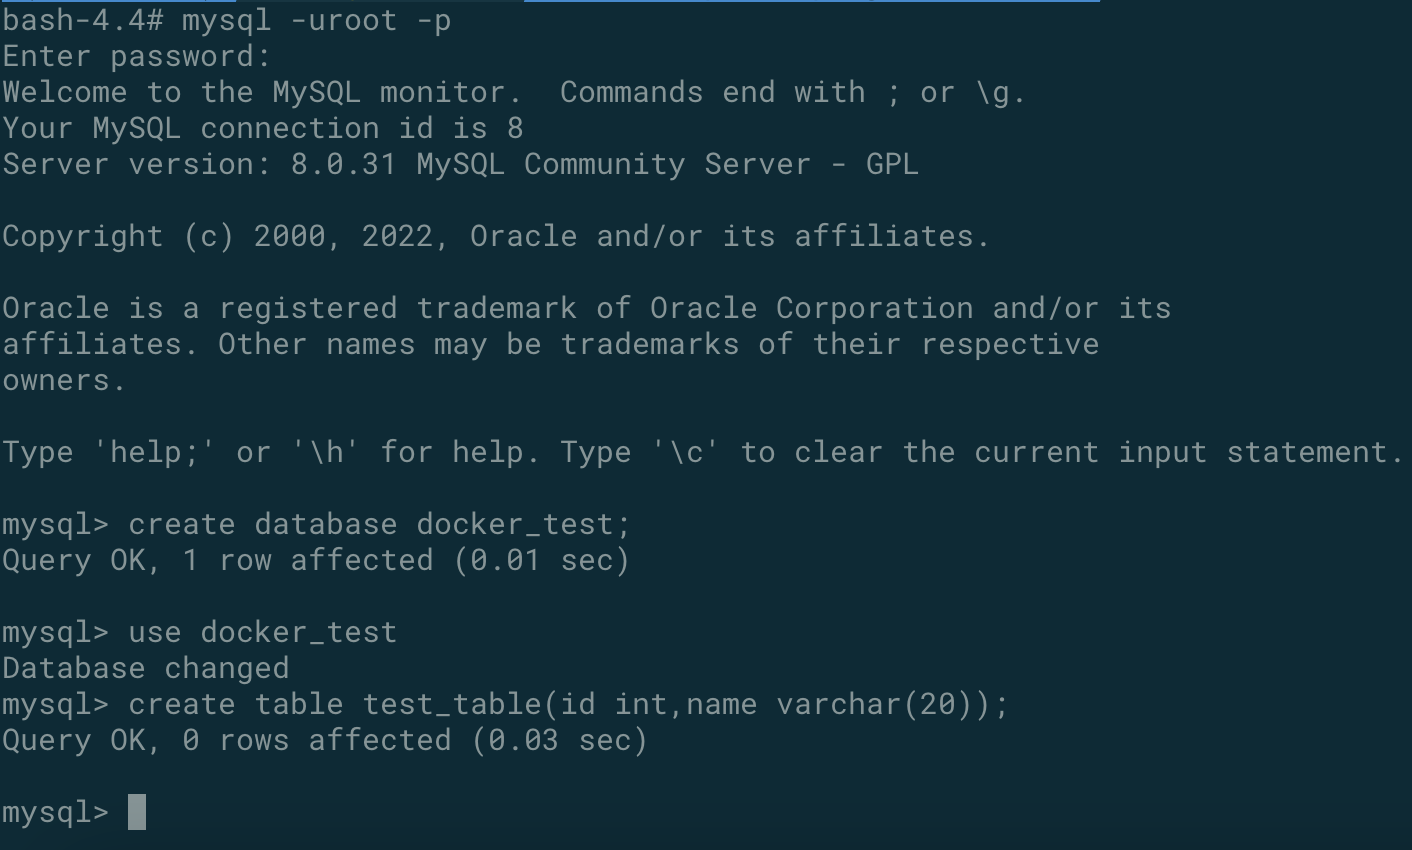 bash-4.4# mysql -uroot -p
Enter password:
Welcome to the MySQL monitor.  Commands end with ; or \g.
Your MySQL connection id is 8
Server version: 8.0.31 MySQL Community Server - GPL
Copyright (c) 2000, 2022, Oracle and/or its affiliates.
Oracle is a registered trademark of Oracle Corporation and/or its
affiliates. Other names may be trademarks of their respective
owners.
Type 'help;' or '\h' for help. Type '\c' to clear the current input statement.
mysql> create database docker_test;
Query OK, 1 row affected (0.01 sec)
mysql> use docker_test
Database changed
mysql> create table test_table(id int,name varchar(20));
Query OK, 0 rows affected (0.03 sec)
mysql>